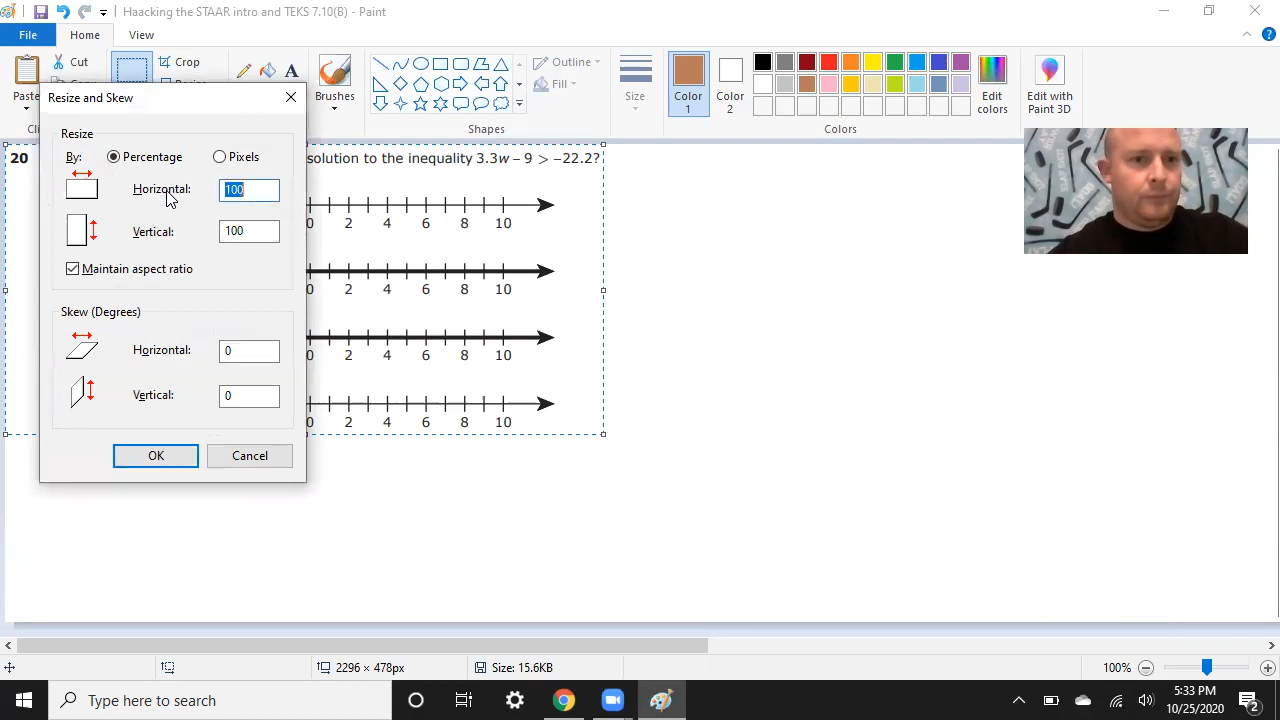 Haacking the STAAR intro and TEKS 7.10(B) - Paint
File
Home
View
Paste
Cut
Crop
Brushes
Outline
Fill
Shapes
Size
Color 1
Color 2
Edit colors
Edit with Paint 3D
Colors
Resize and Skew
Resize
By:
Percentage
Pixels
Horizontal:
100
Vertical:
100
Maintain aspect ratio
Skew (Degrees)
Horizontal:
0
Vertical:
0
OK
Cancel
20
solution to the inequality 3.3w – 9 > –22.2?
0 2 4 6 8 10
0 2 4 6 8 10
0 2 4 6 8 10
0 2 4 6 8 10
2296 × 478px
Size: 15.6KB
100%
Type here to search
5:33 PM
10/25/2020
2